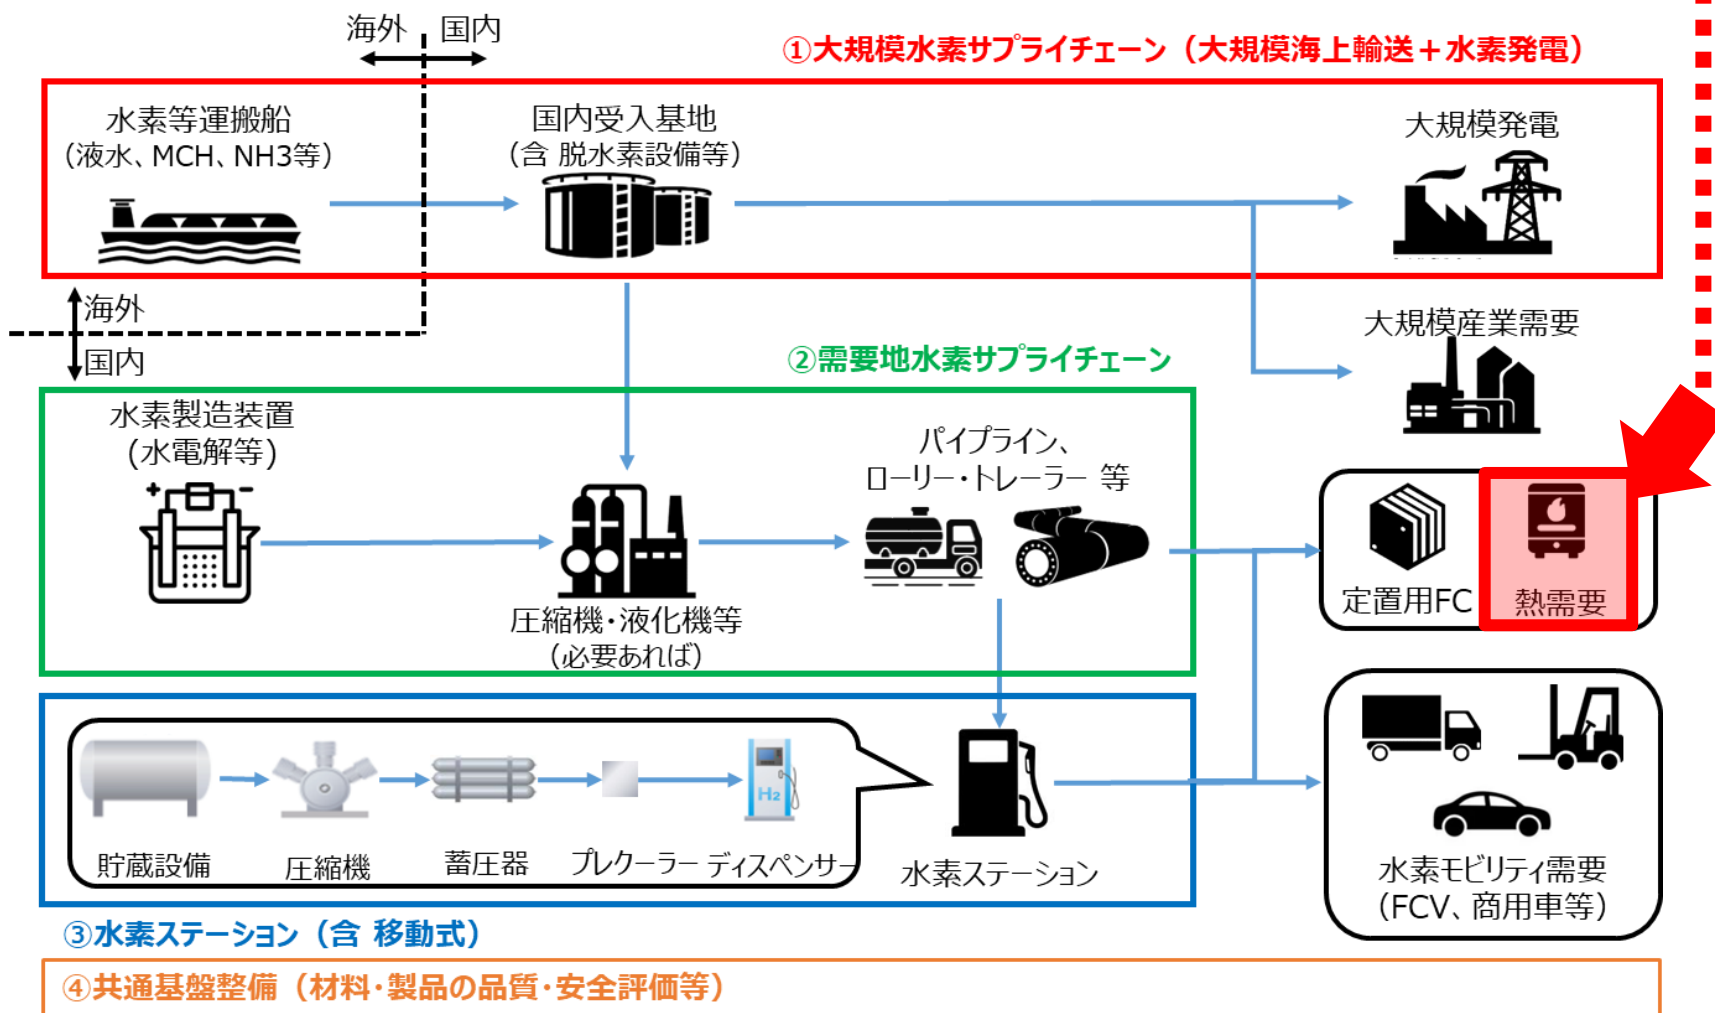 海外 国内
①大規模水素サプライチェーン（大規模海上輸送＋水素発電）
水素等運搬船
（液水、MCH、NH3等）
国内受入基地
（含 脱水素設備等）
大規模発電
海外
国内
大規模産業需要
②需要地水素サプライチェーン
水素製造装置
(水電解等)
パイプライン、
ローリー・トレーラー 等
圧縮機・液化機等
（必要あれば）
定置用FC
熱需要
H2
貯蔵設備
圧縮機
蓄圧器
プレクーラー
ディスペンサー
水素ステーション
水素モビリティ需要
（FCV、商用車等）
③水素ステーション（含 移動式）
④共通基盤整備（材料・製品の品質・安全評価等）